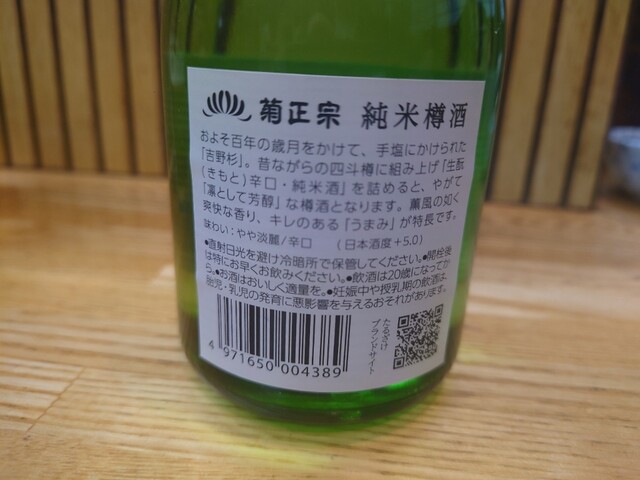 菊正宗 純米樽酒
およそ百年の歳月をかけて、手塩にかけられた
「吉野杉」。昔ながらの四斗樽に組み上げ「生酛
(きもと)辛口・純米酒」を詰めると、やがて
「凛として芳醇」な樽酒となります。薫風の如く
爽快な香り、キレのある「うまみ」が特長です。
味わい:やや淡麗/辛口 (日本酒度+5.0)
●直射日光を避け冷暗所で保管してください。●開栓後
は特にお早くお飲みください。●飲酒は20歳になってか
ら。●お酒はおいしく適量を。●妊娠中や授乳期の飲酒は、
胎児・乳児の発育に悪影響を与えるおそれがあります。
4 971650 004389
たるざけ
ブランドサイト